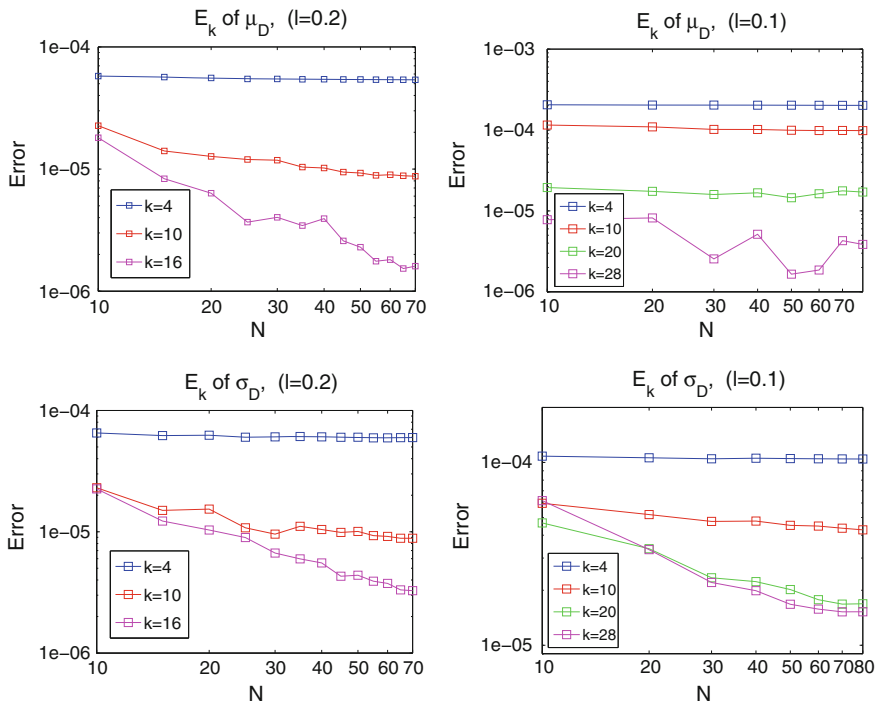 E_k of μ_D, (l=0.2)
1e−04
1e−05
1e−06
Error
k=4
k=10
k=16
10 20 30 40 50 60 70
N
E_k of μ_D, (l=0.1)
1e−03
1e−04
1e−05
1e−06
Error
k=4
k=10
k=20
k=28
10 20 30 40 50 60 70
N
E_k of σ_D, (l=0.2)
1e−04
1e−05
1e−06
Error
k=4
k=10
k=16
10 20 30 40 50 60 70
N
E_k of σ_D, (l=0.1)
1e−04
1e−05
Error
k=4
k=10
k=20
k=28
10 20 30 40 50 60 70 80
N